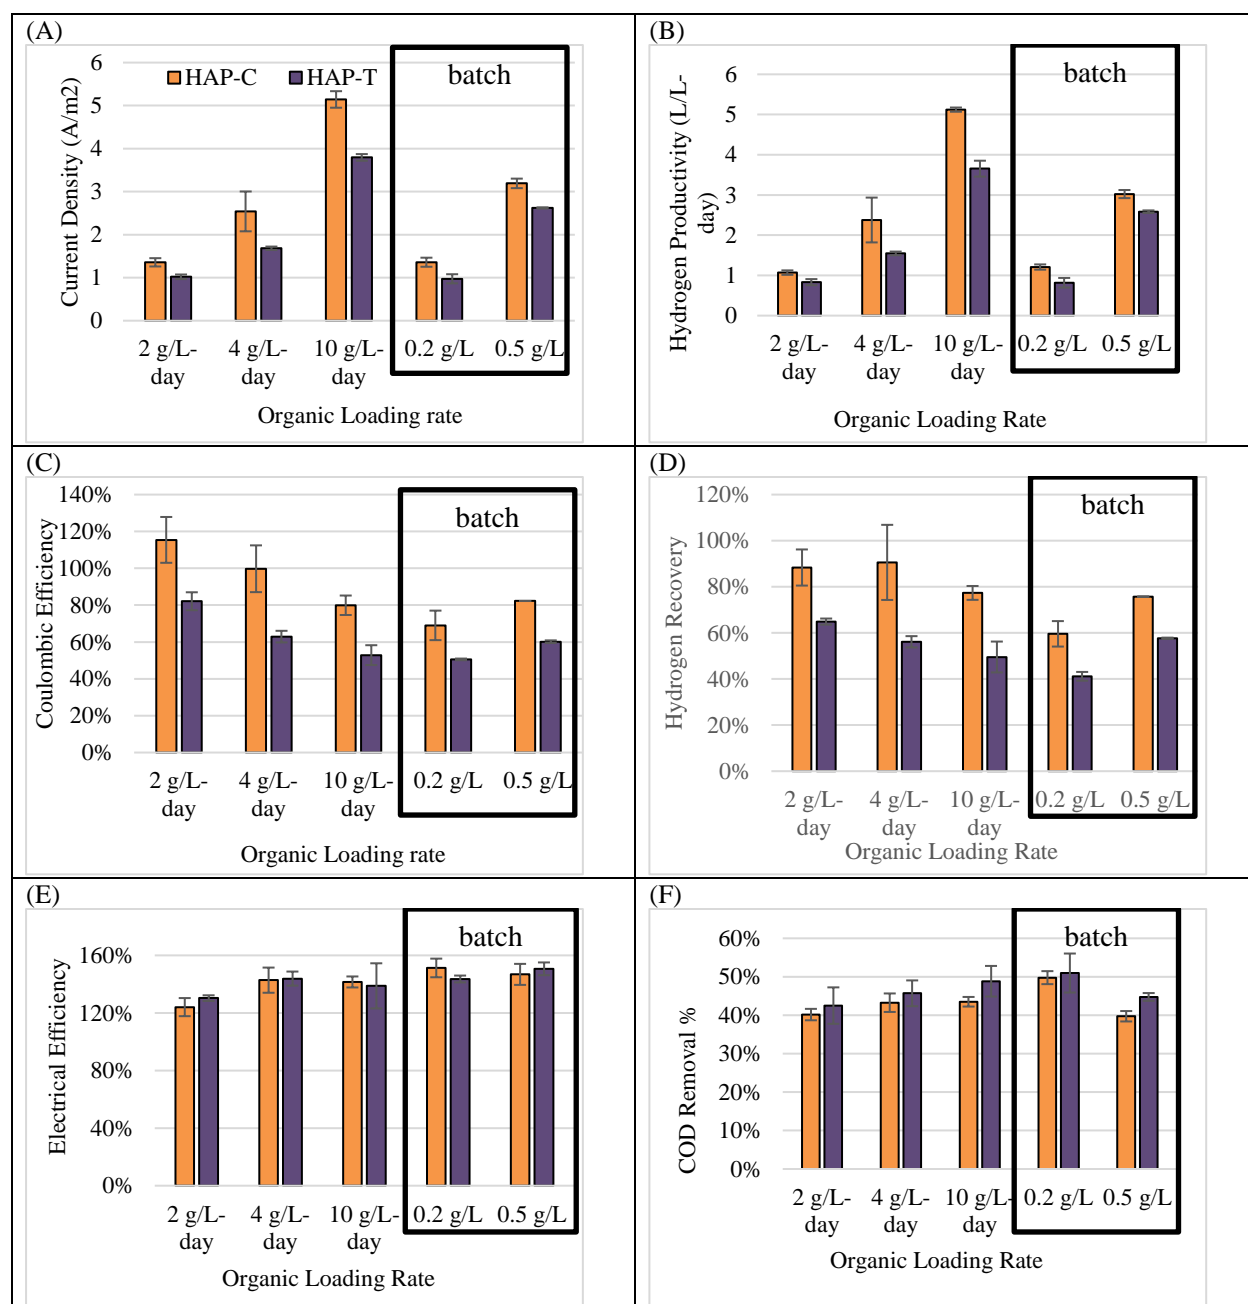 (A)
HAP-C HAP-T
batch
Current Density (A/m2)
6
5
4
3
2
1
0
2 g/L-
day
4 g/L-
day
10 g/L-
day
0.2 g/L
0.5 g/L
Organic Loading rate
(B)
batch
Hydrogen Productivity (L/L-
day)
6
5
4
3
2
1
0
2 g/L-
day
4 g/L-
day
10 g/L-
day
0.2 g/L
0.5 g/L
Organic Loading Rate
(C)
batch
Coulombic Efficiency
140%
120%
100%
80%
60%
40%
20%
0%
2 g/L-
day
4 g/L-
day
10 g/L-
day
0.2 g/L
0.5 g/L
Organic Loading rate
(D)
batch
Hydrogen Recovery
120%
100%
80%
60%
40%
20%
0%
2 g/L-
day
4 g/L-
day
10 g/L-
day
0.2 g/L
0.5 g/L
Organic Loading Rate
(E)
batch
Electrical Efficiency
160%
120%
80%
40%
0%
2 g/L-
day
4 g/L-
day
10 g/L-
day
0.2 g/L
0.5 g/L
Organic Loading Rate
(F)
batch
COD Removal %
60%
50%
40%
30%
20%
10%
0%
2 g/L-
day
4 g/L-
day
10 g/L-
day
0.2 g/L
0.5 g/L
Organic Loading Rate